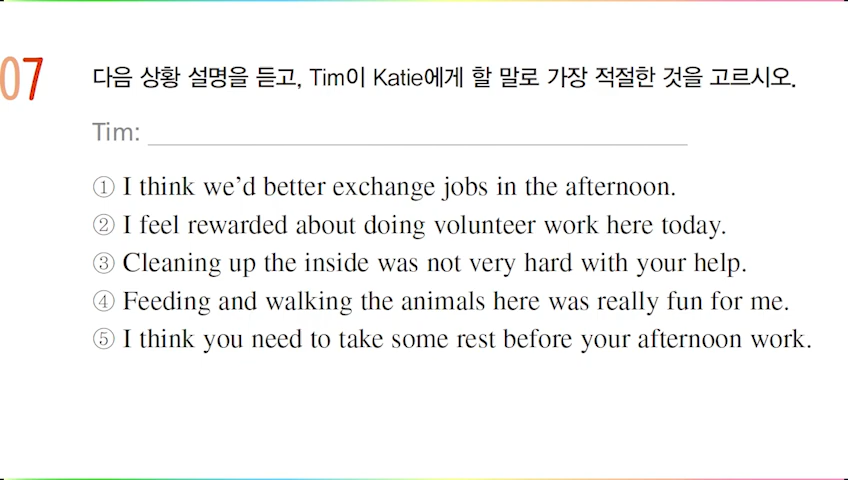 07 다음 상황 설명을 듣고, Tim이 Katie에게 할 말로 가장 적절한 것을 고르시오.
Tim:
① I think we’d better exchange jobs in the afternoon.
② I feel rewarded about doing volunteer work here today.
③ Cleaning up the inside was not very hard with your help.
④ Feeding and walking the animals here was really fun for me.
⑤ I think you need to take some rest before your afternoon work.